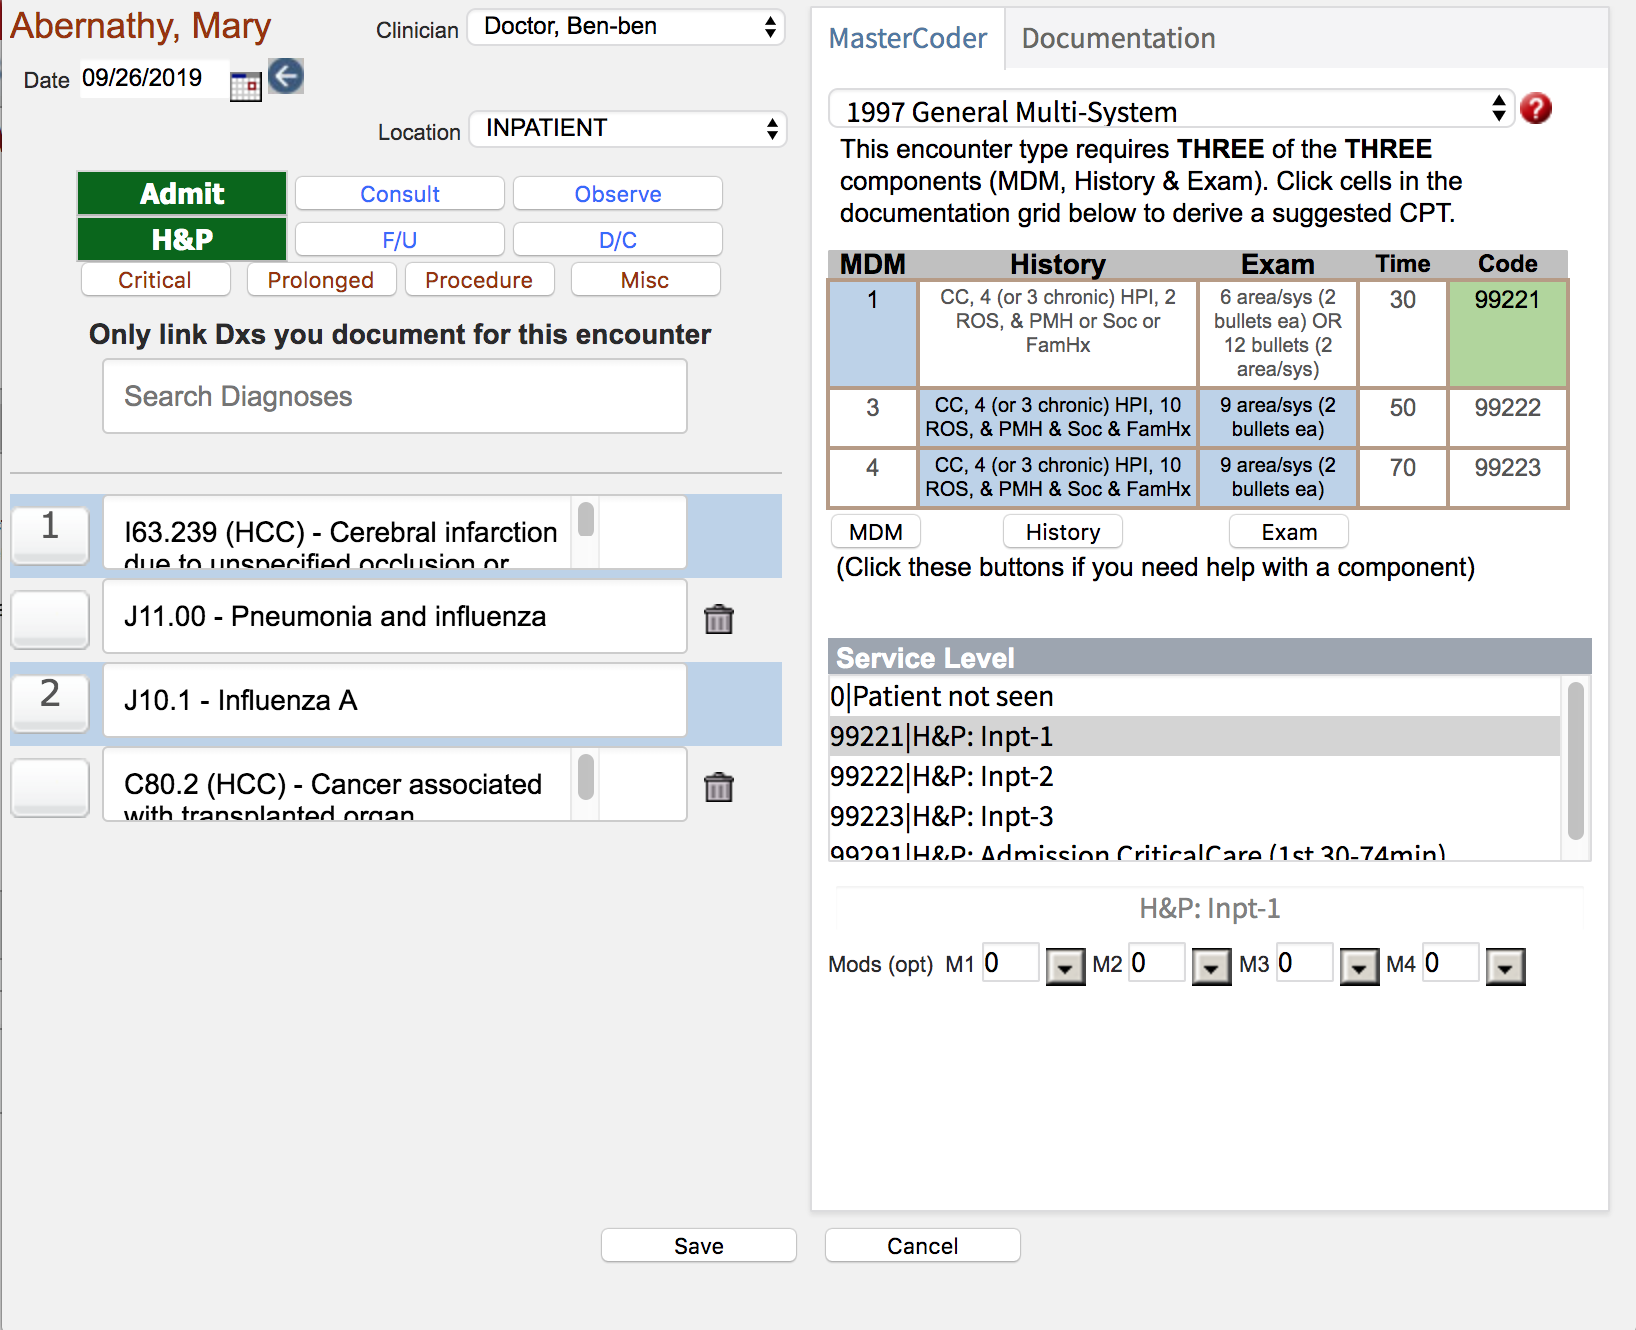 Abernathy, Mary
Clinician Doctor, Ben-ben
Date 09/26/2019
Location INPATIENT
Admit Consult Observe
H&P F/U D/C
Critical Prolonged Procedure Misc
Only link Dxs you document for this encounter
Search Diagnoses
1 I63.239 (HCC) - Cerebral infarction
due to unspecified occlusion or
J11.00 - Pneumonia and influenza
2 J10.1 - Influenza A
C80.2 (HCC) - Cancer associated
with transplanted organ
MasterCoder Documentation
1997 General Multi-System ?
This encounter type requires THREE of the THREE
components (MDM, History & Exam). Click cells in the
documentation grid below to derive a suggested CPT.
MDM History Exam Time Code
1 CC, 4 (or 3 chronic) HPI, 2 6 area/sys (2 30 99221
ROS, & PMH or Soc or bullets ea) OR
FamHx 12 bullets (2
area/sys)
3 CC, 4 (or 3 chronic) HPI, 10 9 area/sys (2 50 99222
ROS, & PMH & Soc & FamHx bullets ea)
4 CC, 4 (or 3 chronic) HPI, 10 9 area/sys (2 70 99223
ROS, & PMH & Soc & FamHx bullets ea)
MDM History Exam
(Click these buttons if you need help with a component)
Service Level
0|Patient not seen
99221|H&P: Inpt-1
99222|H&P: Inpt-2
99223|H&P: Inpt-3
99291|H&P: Admission CriticalCare (1st 30-74min)
H&P: Inpt-1
Mods (opt) M1 0 M2 0 M3 0 M4 0
Save Cancel